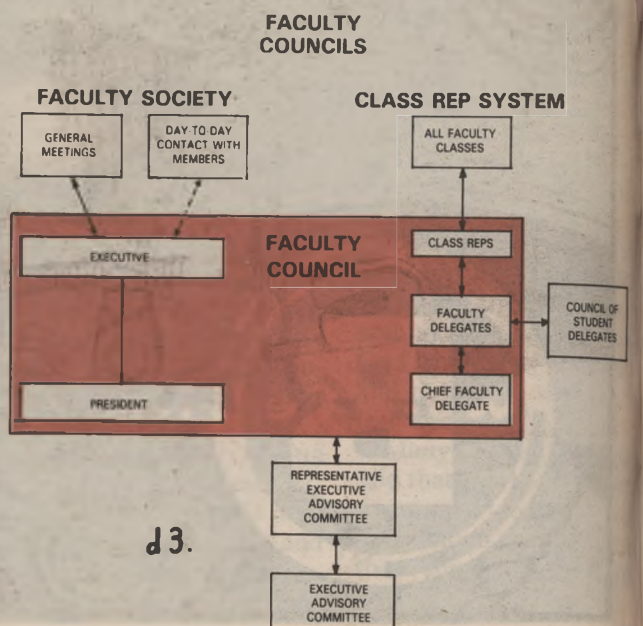 FACULTY
COUNCILS
FACULTY SOCIETY
CLASS REP SYSTEM
GENERAL
MEETINGS
DAY-TO-DAY
CONTACT WITH
MEMBERS
ALL FACULTY
CLASSES
EXECUTIVE
FACULTY
COUNCIL
CLASS REPS
FACULTY
DELEGATES
COUNCIL OF
STUDENT
DELEGATES
PRESIDENT
CHIEF FACULTY
DELEGATE
REPRESENTATIVE
EXECUTIVE
ADVISORY
COMMITTEE
d3.
EXECUTIVE
ADVISORY
COMMITTEE